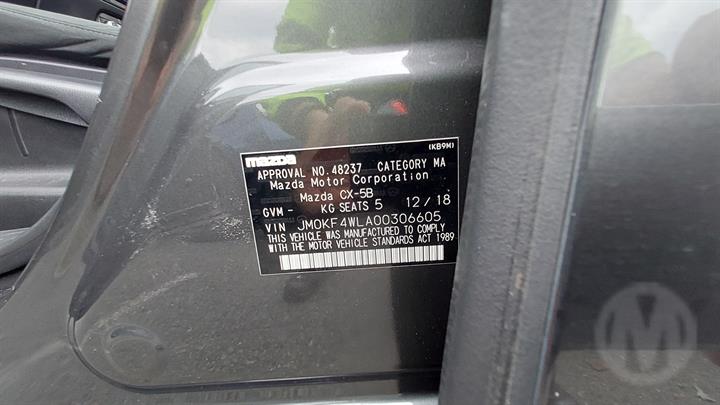 mazda (KB9M)
APPROVAL NO.48237 CATEGORY MA
Mazda Motor Corporation
Mazda CX-5B
GVM - KG SEATS 5 12/18
VIN JM0KF4WLA00306605
THIS VEHICLE WAS MANUFACTURED TO COMPLY
WITH THE MOTOR VEHICLE STANDARDS ACT 1989
M